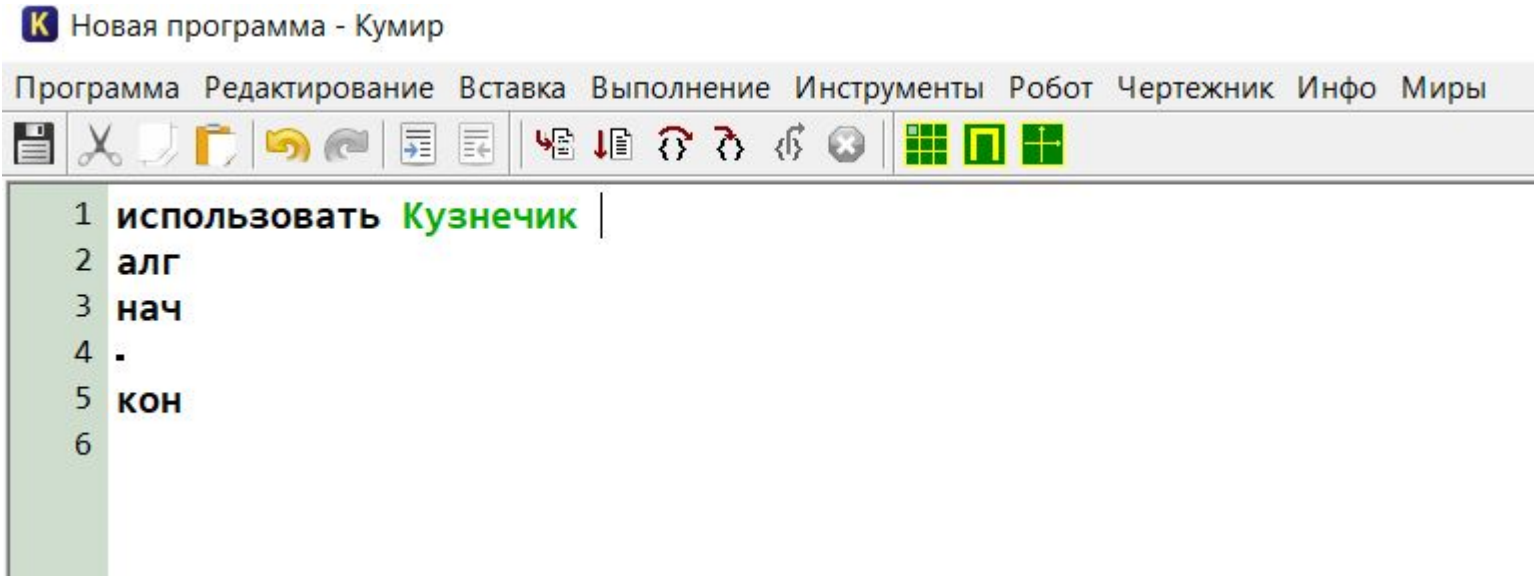 K Новая программа - Кумир
Программа Редактирование Вставка Выполнение Инструменты Робот Чертежник Инфо Миры
1 использовать Кузнечик
2 алг
3 нач
4 .
5 кон
6